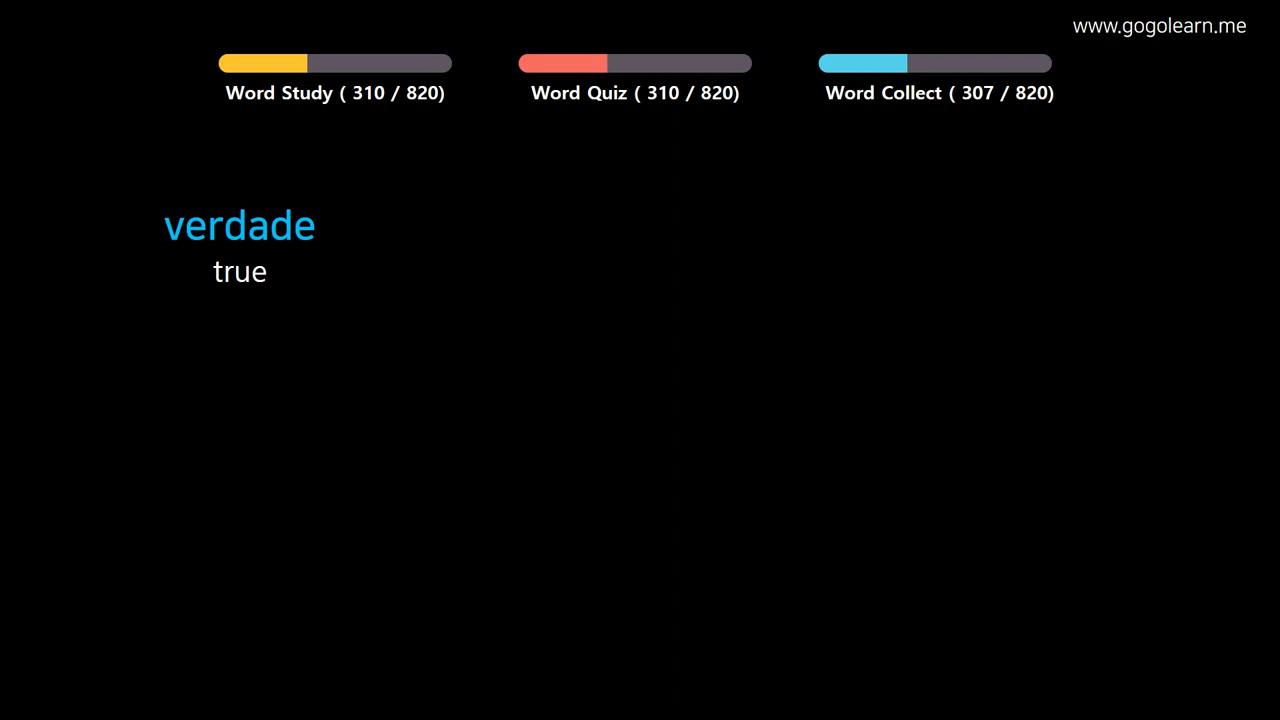 www.gogolearn.me
Word Study ( 310 / 820)
Word Quiz ( 310 / 820)
Word Collect ( 307 / 820)
verdade
true